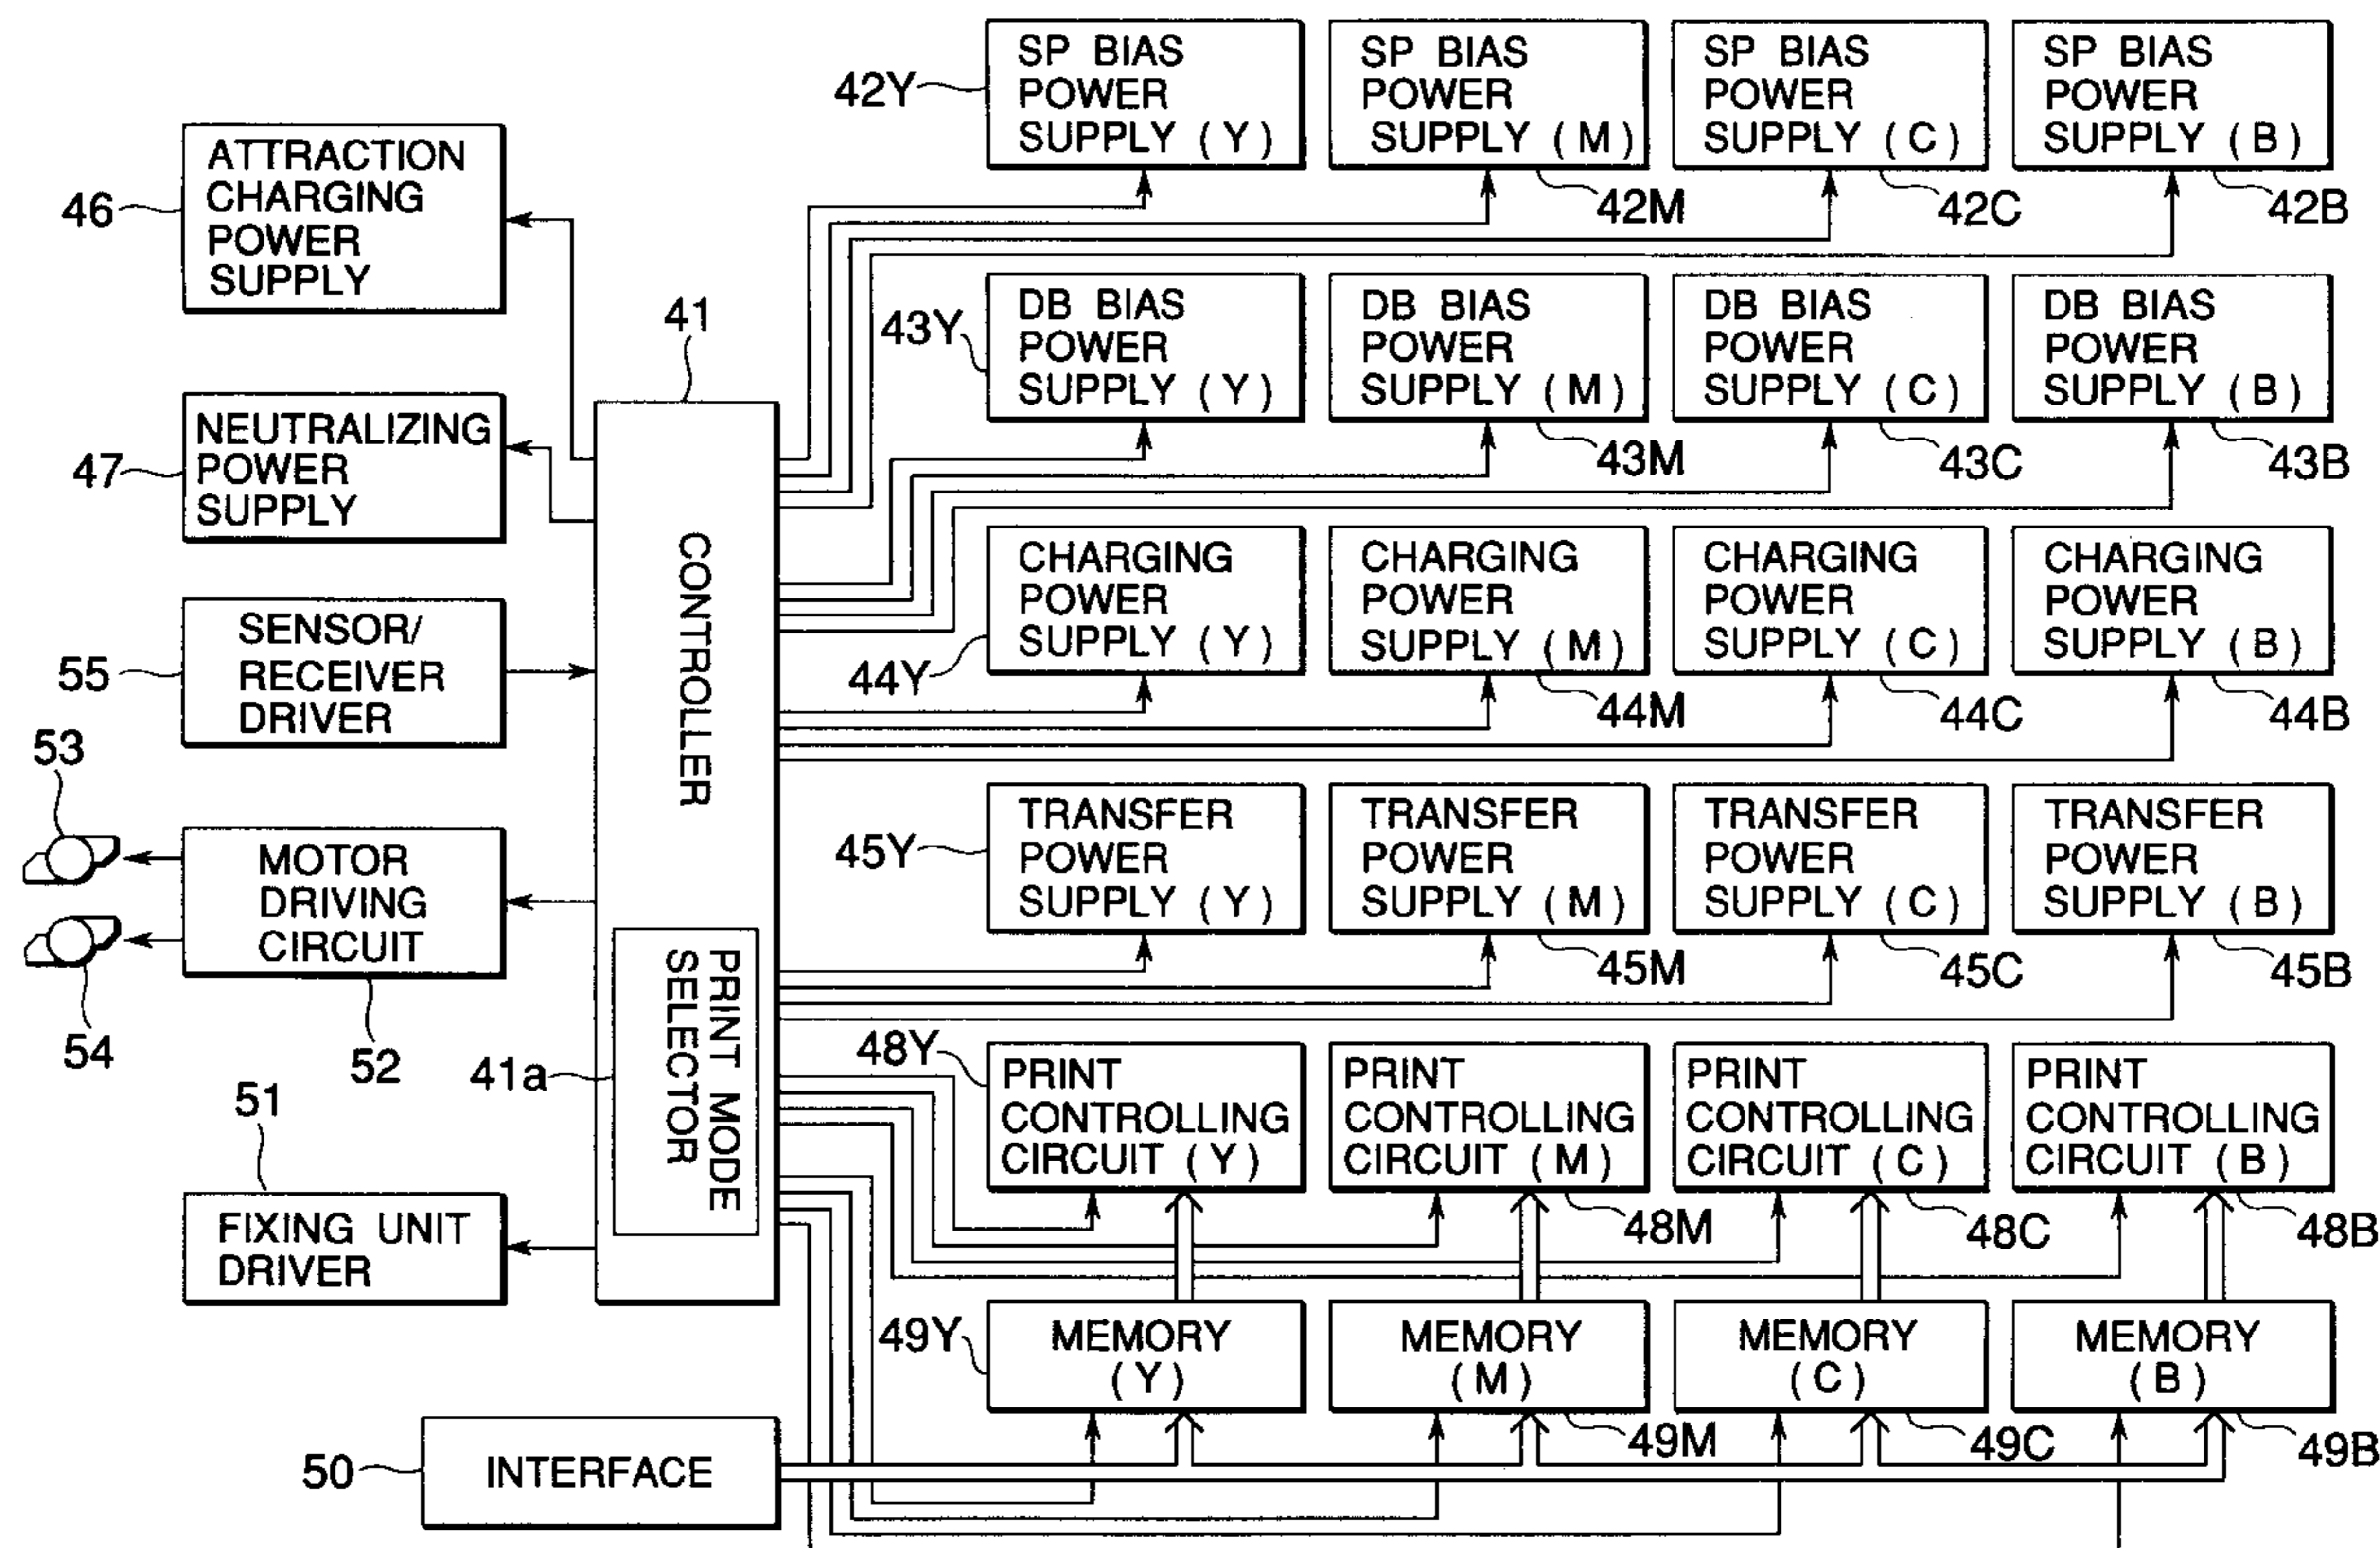 SP BIAS
POWER
SUPPLY (Y)
42Y
SP BIAS
POWER
SUPPLY (M)
42M
SP BIAS
POWER
SUPPLY (C)
42C
SP BIAS
POWER
SUPPLY (B)
42B
ATTRACTION
CHARGING
POWER
SUPPLY
46
41
CONTROLLER
DB BIAS
POWER
SUPPLY (Y)
43Y
DB BIAS
POWER
SUPPLY (M)
43M
DB BIAS
POWER
SUPPLY (C)
43C
DB BIAS
POWER
SUPPLY (B)
43B
NEUTRALIZING
POWER
SUPPLY
47
CHARGING
POWER
SUPPLY (Y)
44Y
CHARGING
POWER
SUPPLY (M)
44M
CHARGING
POWER
SUPPLY (C)
44C
CHARGING
POWER
SUPPLY (B)
44B
SENSOR/
RECEIVER
DRIVER
55
53
MOTOR
DRIVING
CIRCUIT
54
52
TRANSFER
POWER
SUPPLY (Y)
45Y
TRANSFER
POWER
SUPPLY (M)
45M
TRANSFER
POWER
SUPPLY (C)
45C
TRANSFER
POWER
SUPPLY (B)
45B
PRINT MODE
SELECTOR
41a
PRINT
CONTROLLING
CIRCUIT (Y)
48Y
PRINT
CONTROLLING
CIRCUIT (M)
48M
PRINT
CONTROLLING
CIRCUIT (C)
48C
PRINT
CONTROLLING
CIRCUIT (B)
48B
51
FIXING UNIT
DRIVER
MEMORY
(Y)
49Y
MEMORY
(M)
49M
MEMORY
(C)
49C
MEMORY
(B)
49B
50
INTERFACE